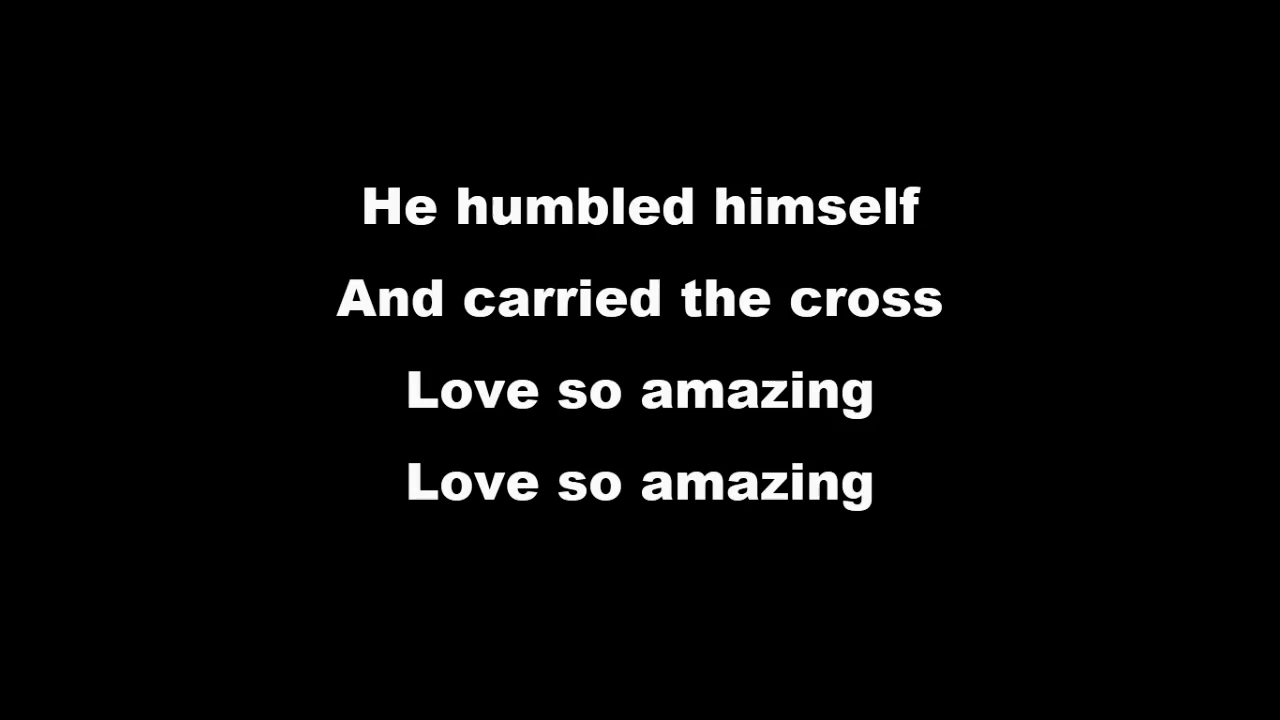 He humbled himself
And carried the cross
Love so amazing
Love so amazing